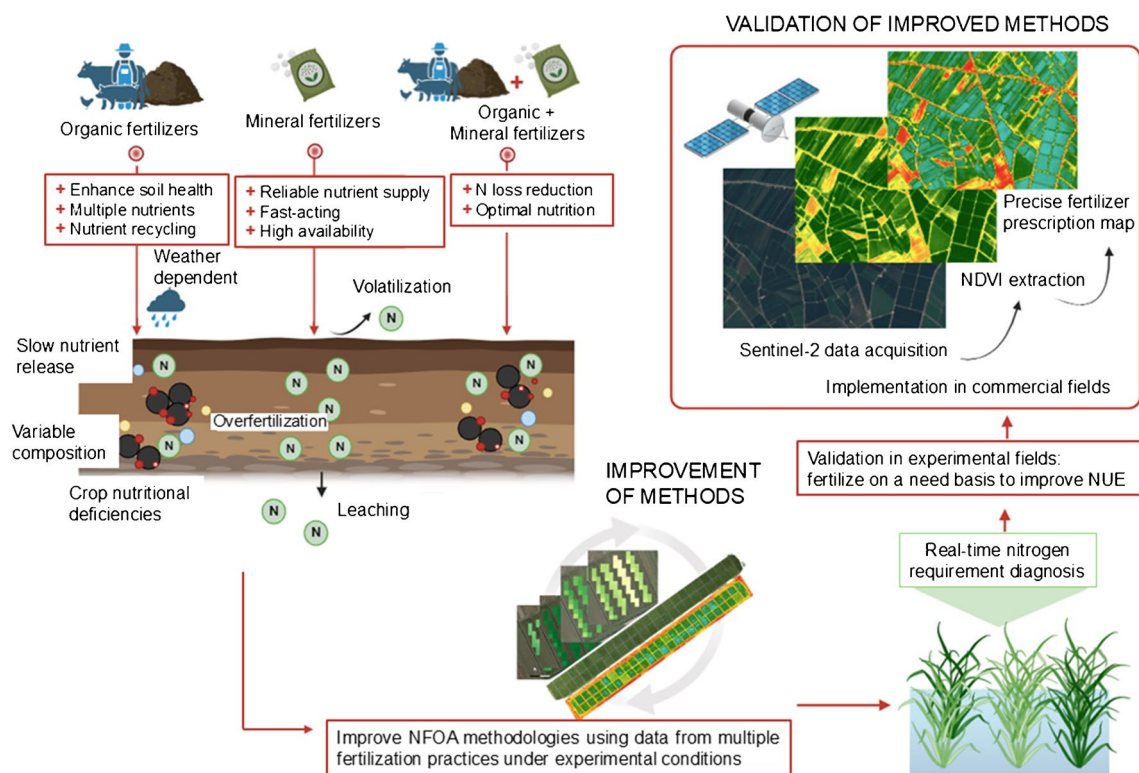 VALIDATION OF IMPROVED METHODS
Organic fertilizers
Mineral fertilizers
+
Organic +
Mineral fertilizers
+ Enhance soil health
+ Multiple nutrients
+ Nutrient recycling
+ Reliable nutrient supply
+ Fast-acting
+ High availability
+ N loss reduction
+ Optimal nutrition
Weather
dependent
Volatilization
N
Slow nutrient
release
Variable
composition
N
N
N
N
N
N
N
N
N
N
N
Overfertilization
Crop nutritional
deficiencies
Leaching
N
N
Precise fertilizer
prescription map
NDVI extraction
Sentinel-2 data acquisition
Implementation in commercial fields
Validation in experimental fields:
fertilize on a need basis to improve NUE
Real-time nitrogen
requirement diagnosis
IMPROVEMENT
OF METHODS
Improve NFOA methodologies using data from multiple
fertilization practices under experimental conditions